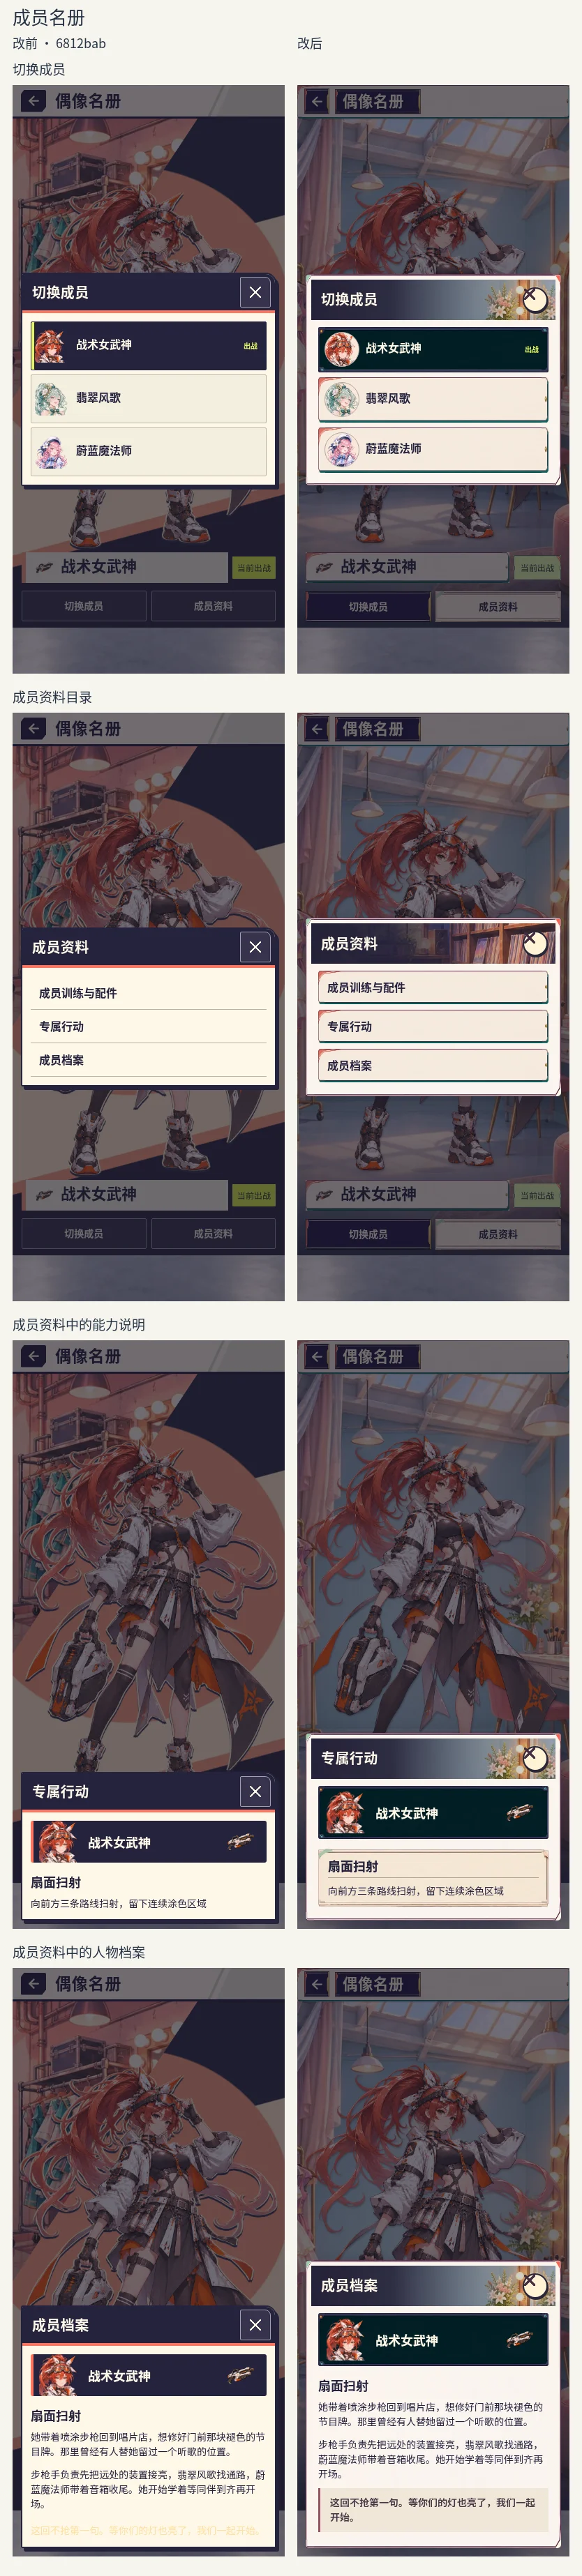 成员名册
改前 · 6812bab
改后
切换成员
偶像名册
切换成员
战术女武神
出战
翡翠风歌
蔚蓝魔法师
战术女武神
当前出战
切换成员
成员资料
偶像名册
切换成员
战术女武神
出战
翡翠风歌
蔚蓝魔法师
战术女武神
当前出战
切换成员
成员资料
成员资料目录
偶像名册
成员资料
成员训练与配件
专属行动
成员档案
战术女武神
当前出战
切换成员
成员资料
偶像名册
成员资料
成员训练与配件
专属行动
成员档案
战术女武神
当前出战
切换成员
成员资料
成员资料中的能力说明
偶像名册
专属行动
战术女武神
扇面扫射
向前方三条路线扫射，留下连续涂色区域
偶像名册
专属行动
战术女武神
扇面扫射
向前方三条路线扫射，留下连续涂色区域
成员资料中的人物档案
偶像名册
成员档案
战术女武神
扇面扫射
她带着喷涂步枪回到唱片店，想修好门前那块褪色的节
目牌。那里曾经有人替她留过一个听歌的位置。
步枪手负责先把远处的装置接亮，翡翠风歌找通路，蔚
蓝魔法师带着音箱收尾。她开始学着等同伴到齐再开
场。
这回不抢第一句。等你们的灯也亮了，我们一起开始。
偶像名册
成员档案
战术女武神
扇面扫射
她带着喷涂步枪回到唱片店，想修好门前那块褪色的
节目牌。那里曾经有人替她留过一个听歌的位置。
步枪手负责先把远处的装置接亮，翡翠风歌找通路，
蔚蓝魔法师带着音箱收尾。她开始学着等同伴到齐再
开场。
这回不抢第一句。等你们的灯也亮了，我们一起
开始。